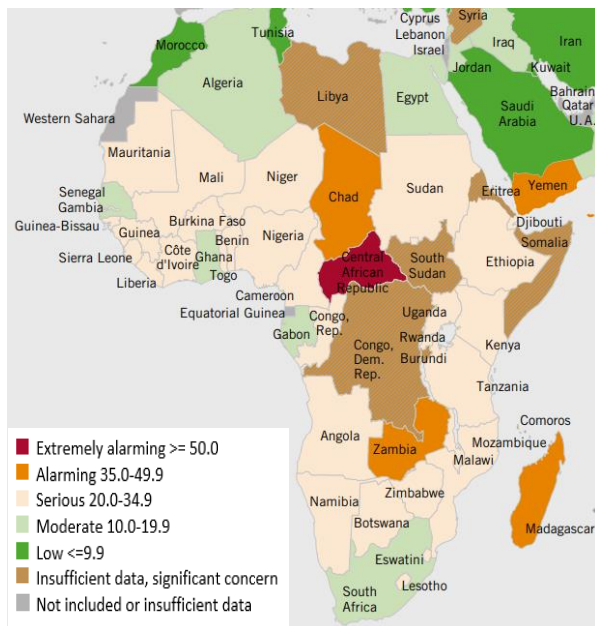 Cyprus
Lebanon
Israel
Syria
Tunisia
Morocco
Iraq
Iran
Jordan
Kuwait
Algeria
Libya
Egypt
Bahrain
Qatar
U. A.
Saudi
Arabia
Western Sahara
Mauritania
Mali
Niger
Chad
Sudan
Eritrea
Yemen
Senegal
Gambia
Guinea-Bissau
Guinea
Burkina Faso
Benin
Nigeria
Djibouti
Somalia
Sierra Leone
Côte
d'Ivoire
Ghana
Togo
Liberia
Central
African
Republic
South
Sudan
Ethiopia
Cameroon
Equatorial Guinea
Gabon
Congo,
Rep.
Congo,
Dem.
Rep.
Uganda
Rwanda
Burundi
Kenya
Tanzania
Comoros
Angola
Zambia
Mozambique
Malawi
Zimbabwe
Namibia
Botswana
Madagascar
Eswatini
Lesotho
South
Africa
Extremely alarming >= 50.0
Alarming 35.0-49.9
Serious 20.0-34.9
Moderate 10.0-19.9
Low <=9.9
Insufficient data, significant concern
Not included or insufficient data